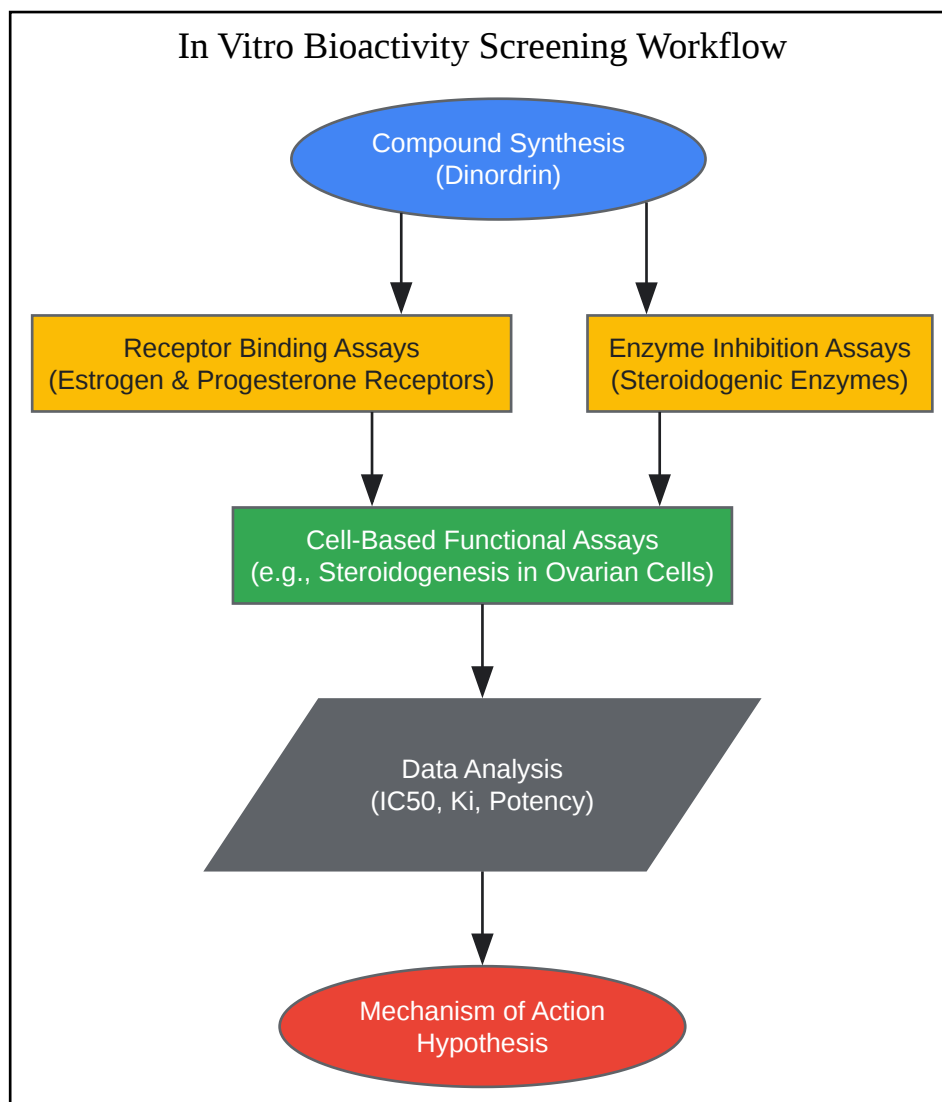 In Vitro Bioactivity Screening Workflow
Compound Synthesis
(Dinordrin)
Receptor Binding Assays
(Estrogen & Progesterone Receptors)
Enzyme Inhibition Assays
(Steroidogenic Enzymes)
Cell-Based Functional Assays
(e.g., Steroidogenesis in Ovarian Cells)
Data Analysis
(IC50, Ki, Potency)
Mechanism of Action
Hypothesis